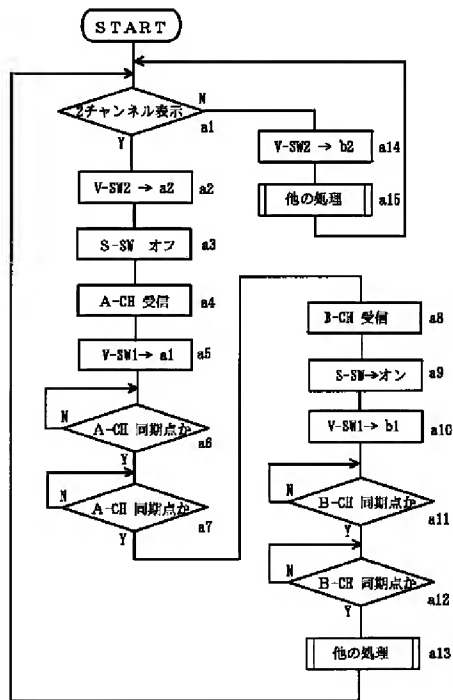 START
2チャンネル表示
N
Y
a1
V-SW2 → b2
a14
他の処理
a15
V-SW2 → a2
a2
S-SW オフ
a3
A-CH 受信
a4
V-SW1→ a1
a5
N
A-CH 同期点か
a6
Y
N
A-CH 同期点か
a7
Y
B-CH 受信
a8
S-SW→オン
a9
V-SW1→ b1
a10
N
B-CH 同期点か
a11
Y
N
B-CH 同期点か
a12
Y
他の処理
a13